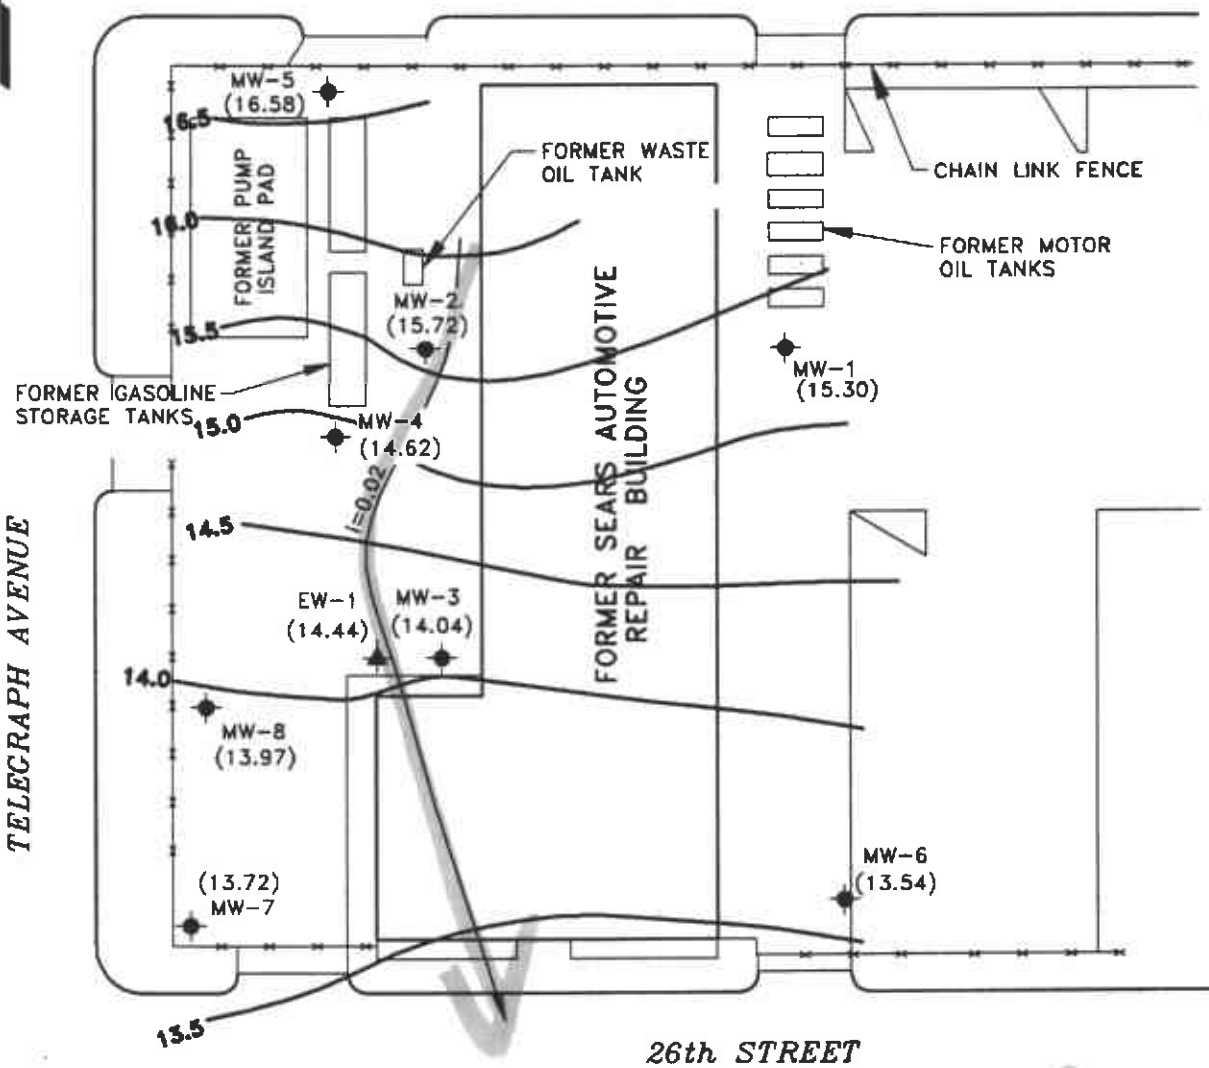 MW-5
(16.58)
16.5
FORMER PUMP
ISLAND PAD
FORMER WASTE
OIL TANK
CHAIN LINK FENCE
16.0
FORMER MOTOR
OIL TANKS
MW-2
(15.72)
15.5
MW-1
(15.30)
FORMER GASOLINE
STORAGE TANKS
15.0
MW-4
(14.62)
FORMER SEARS AUTOMOTIVE
REPAIR BUILDING
i=0.02
14.5
TELEGRAPH AVENUE
EW-1
(14.44)
MW-3
(14.04)
14.0
MW-8
(13.97)
MW-6
(13.54)
(13.72)
MW-7
13.5
26th STREET